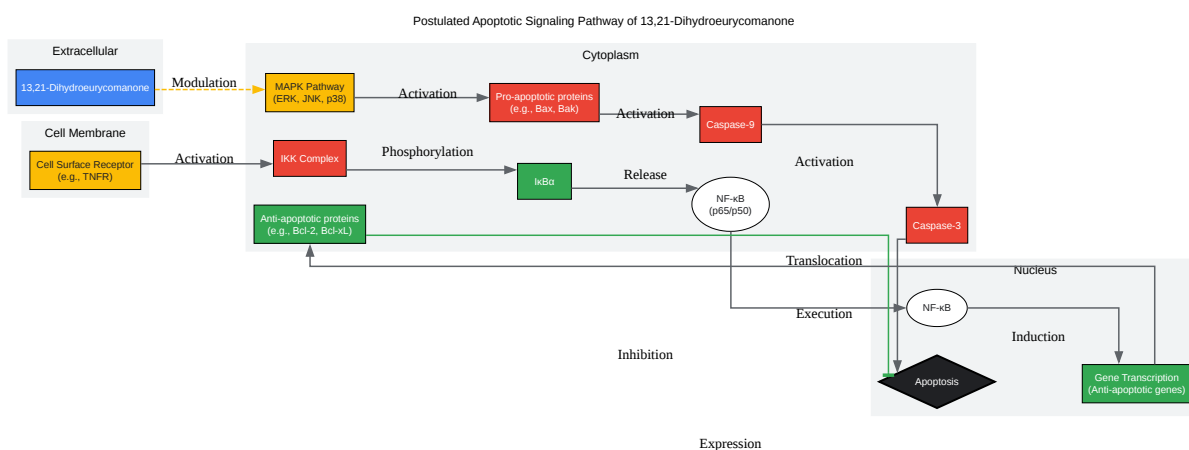 Postulated Apoptotic Signaling Pathway of 13,21-Dihydroeurycomanone
Extracellular
13,21-Dihydroeurycomanone
Modulation
Cell Membrane
Cell Surface Receptor
(e.g., TNFR)
Activation
Cytoplasm
MAPK Pathway
(ERK, JNK, p38)
Activation
Pro-apoptotic proteins
(e.g., Bax, Bak)
Activation
Caspase-9
Activation
IKK Complex
Phosphorylation
IκBα
Release
NF-κB
(p65/p50)
Caspase-3
Anti-apoptotic proteins
(e.g., Bcl-2, Bcl-xL)
Translocation
Nucleus
NF-κB
Execution
Induction
Inhibition
Apoptosis
Gene Transcription
(Anti-apoptotic genes)
Expression